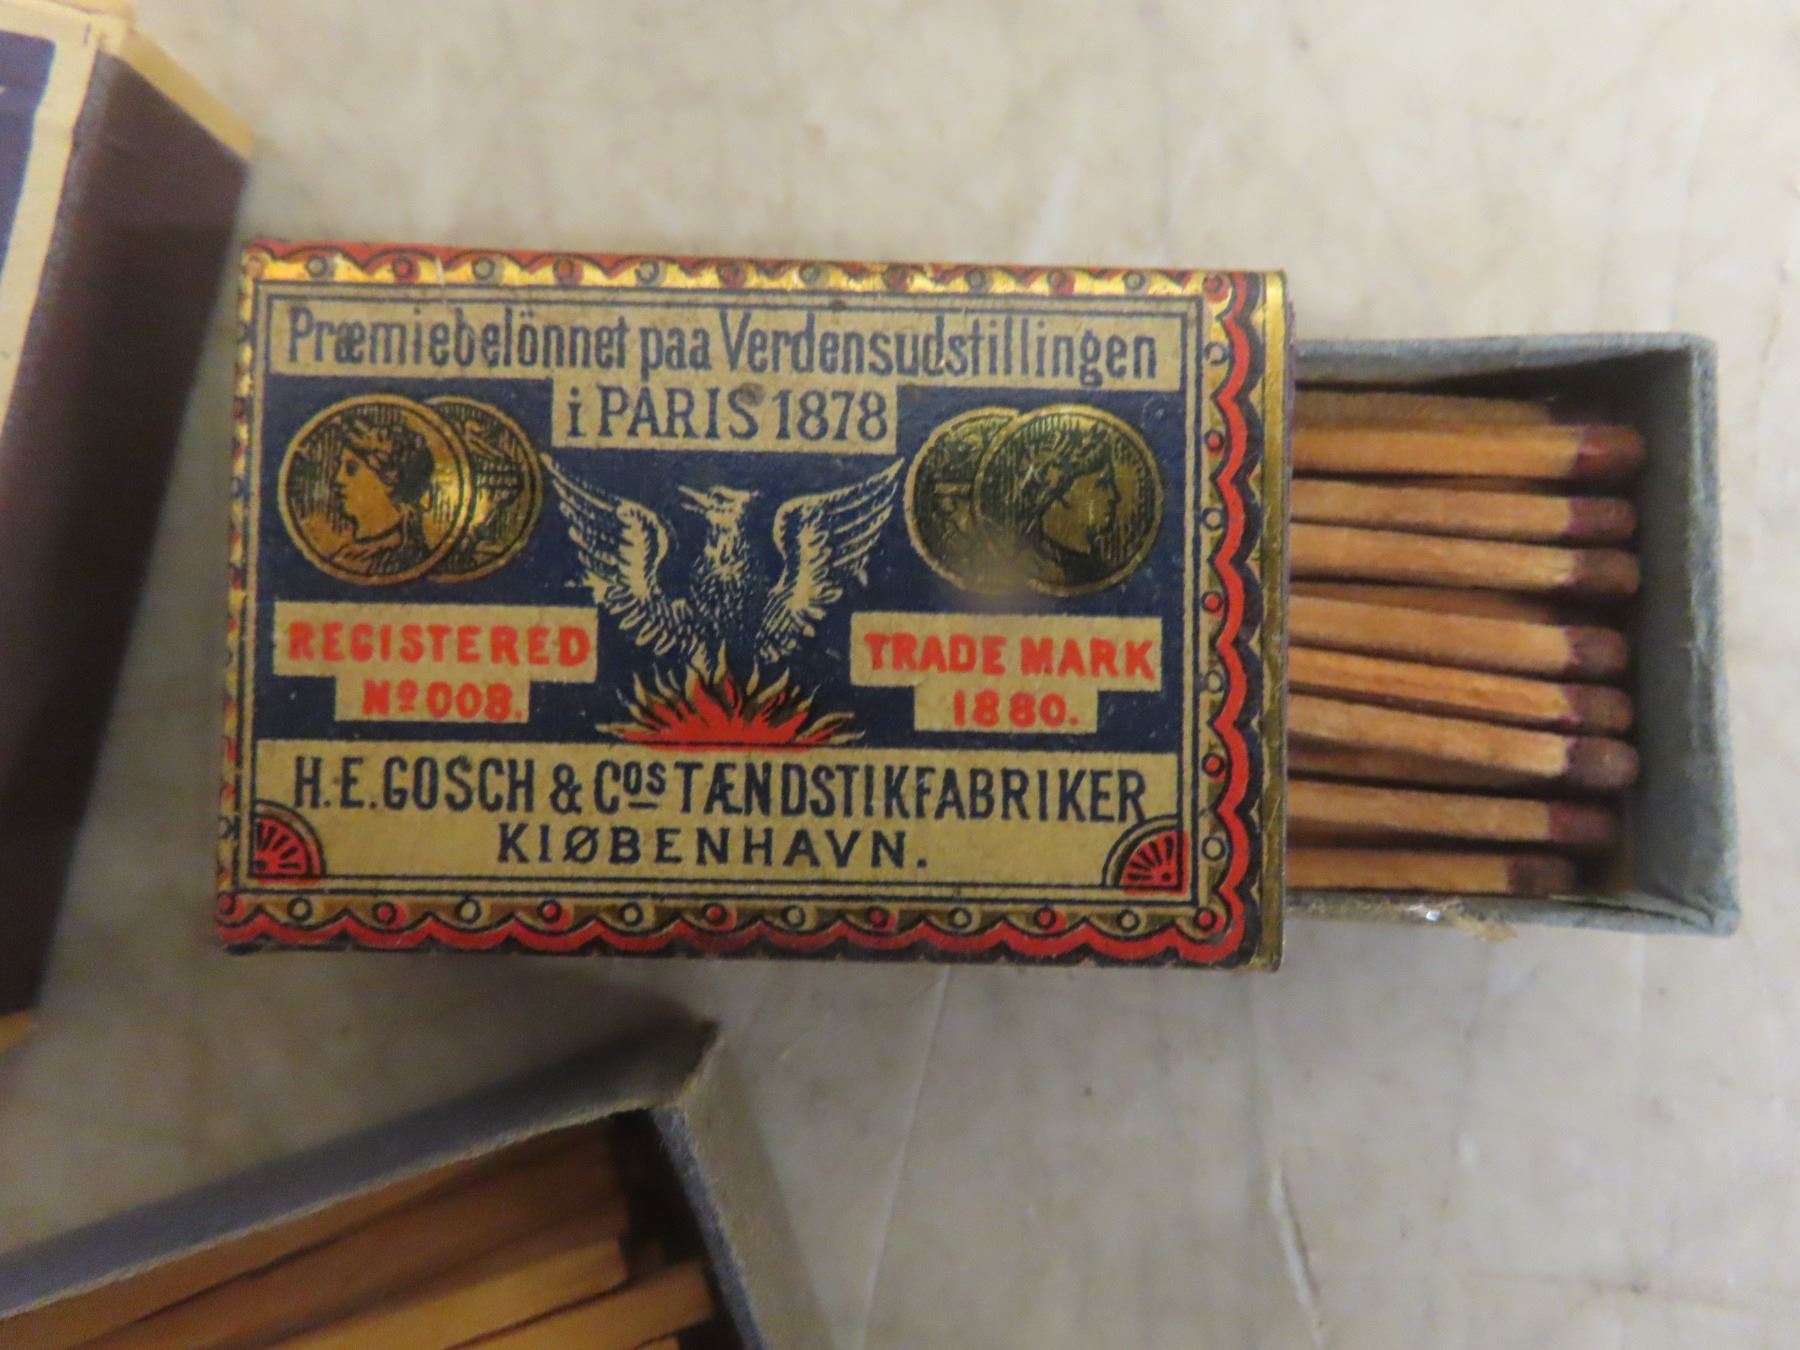 Præmiebelönnet paa Verdensudstillingen
i PARIS 1878
REGISTERED
Nº 008.
TRADE MARK
1880.
H.E. GOSCH & Cos TÆNDSTIKFABRIKER
KIØBENHAVN.